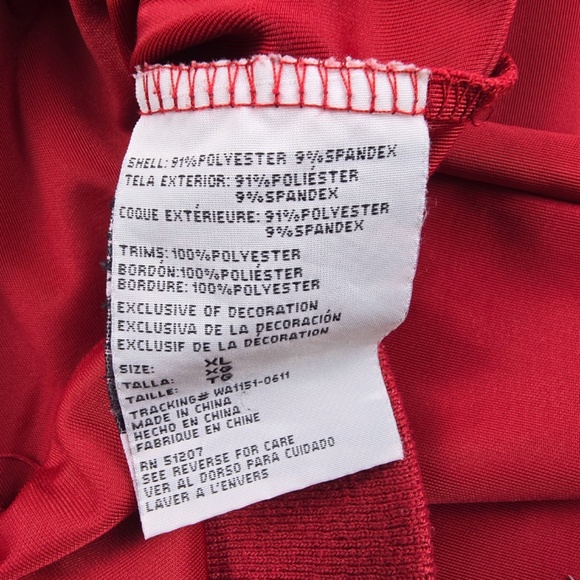 SHELL: 91%POLYESTER 9%SPANDEX
TELA EXTERIOR: 91%POLIÉSTER
9%SPANDEX
COQUE EXTÉRIEURE: 91%POLYESTER
9%SPANDEX
TRIMS: 100%POLYESTER
BORDÓN:100%POLIÉSTER
BORDURE: 100%POLYESTER
EXCLUSIVE OF DECORATION
EXCLUSIVA DE LA DECORACIÓN
EXCLUSIF DE LA DÉCORATION
SIZE: XL
TALLA: XG
TAILLE: TG
TRACKING# WA1151-0611
MADE IN CHINA
HECHO EN CHINA
FABRIQUE EN CHINE
RN 51207
SEE REVERSE FOR CARE
VER AL DORSO PARA CUIDADO
LAVER A L'ENVERS